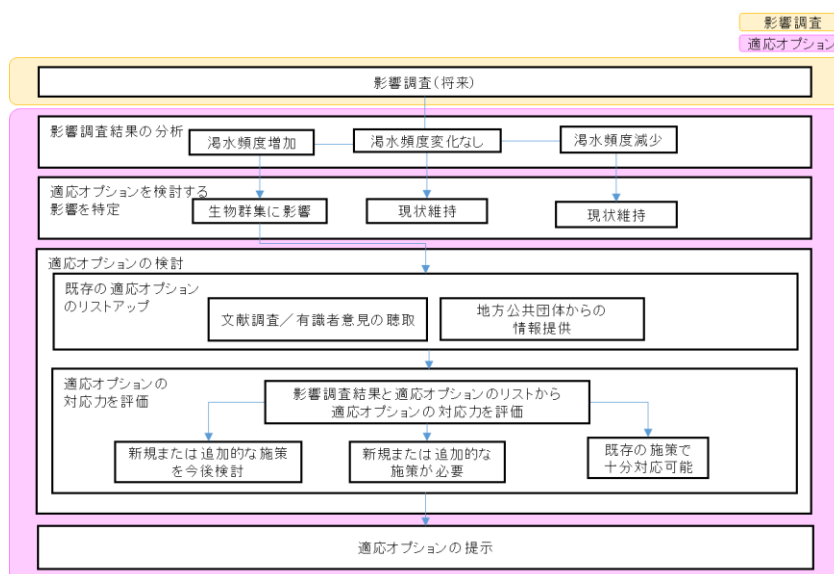 影響調査
適応オプション
影響調査(将来)
影響調査結果の分析
渇水頻度増加
渇水頻度変化なし
渇水頻度減少
適応オプションを検討する
影響を特定
生物群集に影響
現状維持
現状維持
適応オプションの検討
既存の適応オプション
のリストアップ
文献調査／有識者意見の聴取
地方公共団体からの
情報提供
適応オプションの
対応力を評価
影響調査結果と適応オプションのリストから
適応オプションの対応力を評価
新規または追加的な施策
を今後検討
新規または追加的な
施策が必要
既存の施策で
十分対応可能
適応オプションの提示